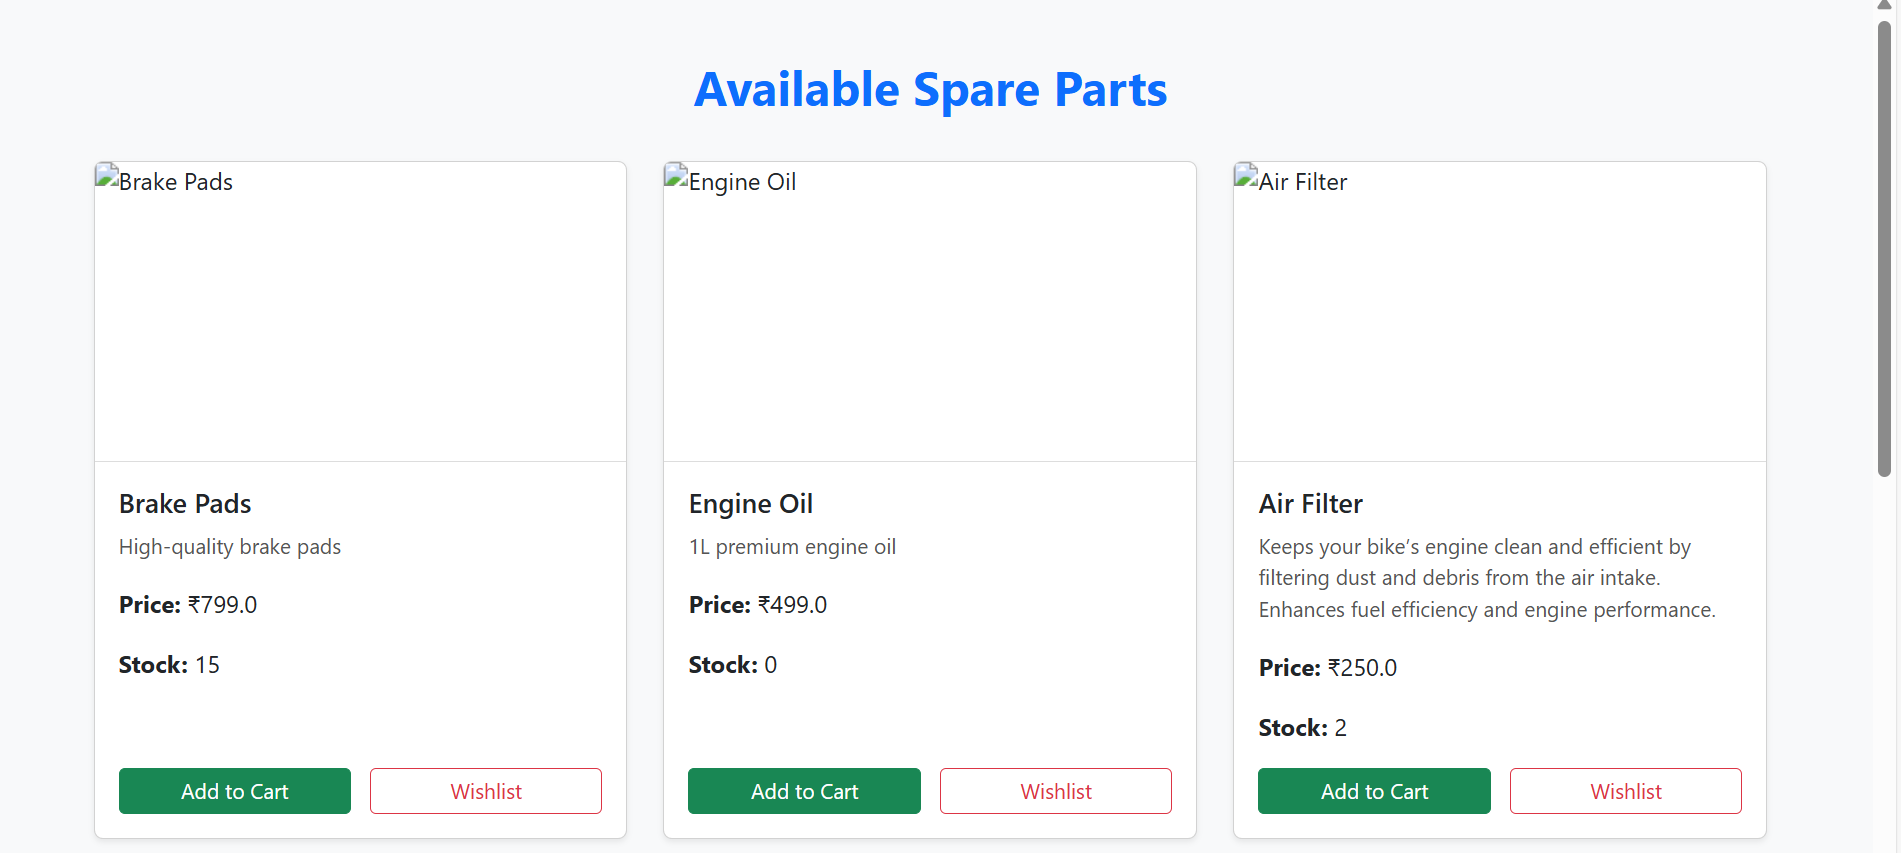 Available Spare Parts
Brake Pads
Engine Oil
Air Filter
Brake Pads
High-quality brake pads
Price: ₹799.0
Stock: 15
Add to Cart
Wishlist
Engine Oil
1L premium engine oil
Price: ₹499.0
Stock: 0
Add to Cart
Wishlist
Air Filter
Keeps your bike’s engine clean and efficient by
filtering dust and debris from the air intake.
Enhances fuel efficiency and engine performance.
Price: ₹250.0
Stock: 2
Add to Cart
Wishlist